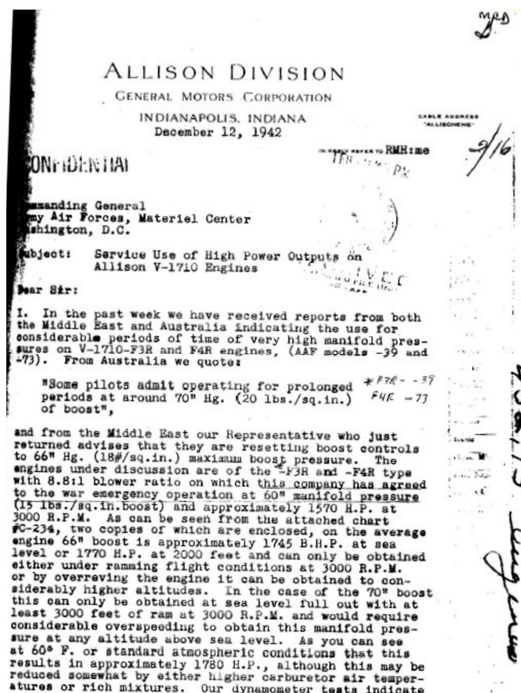 MRD
ALLISON DIVISION
GENERAL MOTORS CORPORATION
INDIANAPOLIS, INDIANA
December 12, 1942
CABLE ADDRESS
"ALLISONENG"
IN REPLY REFER TO RMH:me
2/16
CONFIDENTIAL
manding General
my Air Forces, Materiel Center
shington, D.C.
ubject: Service Use of High Power Outputs on
Allison V-1710 Engines
Dear Sir:
I. In the past week we have received reports from both
the Middle East and Australia indicating the use for
considerable periods of time of very high manifold pres-
sures on V-1710-F3R and F4R engines, (AAF models -39 and
-73). From Australia we quote:
"Some pilots admit operating for prolonged
periods at around 70" Hg. (20 lbs./sq.in.)
of boost",
*F3R - -39
F4R -73
and from the Middle East our Representative who just
returned advises that they are resetting boost controls
to 66" Hg. (18#/sq.in.) maximum boost pressure. The
engines under discussion are of the -F3R and -F4R type
with 8.8:1 blower ratio on which this company has agreed
to the war emergency operation at 60" manifold pressure
(15 lbs./sq.in.boost) and approximately 1570 H.P. at
3000 R.P.M. As can be seen from the attached chart
#C-234, two copies of which are enclosed, on the average
engine 66" boost is approximately 1745 B.H.P. at sea
level or 1770 H.P. at 2000 feet and can only be obtained
either under ramming flight conditions at 3000 R.P.M.
or by overreving the engine it can be obtained to con-
siderably higher altitudes. In the case of the 70" boost
this can only be obtained at sea level full out with at
least 3000 feet of ram at 3000 R.P.M. and would require
considerable overspeeding to obtain this manifold pres-
sure at any altitude above sea level. As you can see
at 60° F. or standard atmospheric conditions that this
results in approximately 1780 H.P., although this may be
reduced somewhat by either higher carburetor air temper-
atures or rich mixtures. Our dynamometer tests indicate